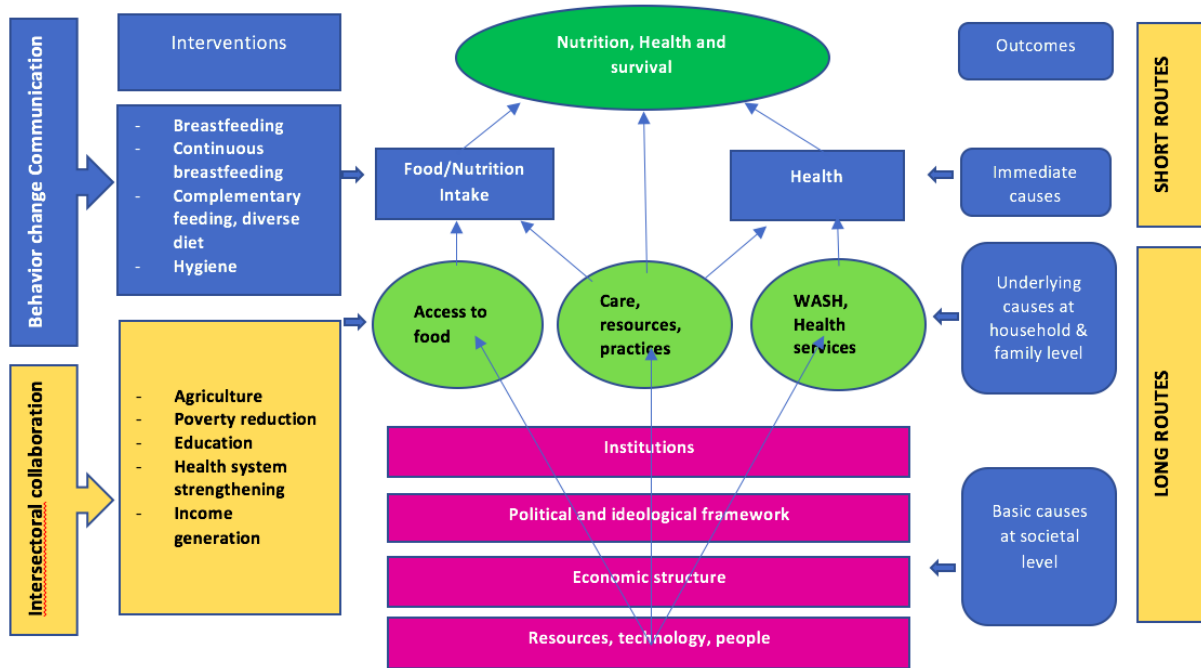 Behavior change Communication
Interventions
Nutrition, Health and
survival
Outcomes
SHORT ROUTES
- Breastfeeding
- Continuous
breastfeeding
- Complementary
feeding, diverse
diet
- Hygiene
Food/Nutrition
Intake
Health
Immediate
causes
Access to
food
Care,
resources,
practices
WASH,
Health
services
Underlying
causes at
household &
family level
LONG ROUTES
Intersectoral collaboration
- Agriculture
- Poverty reduction
- Education
- Health system
strengthening
- Income
generation
Institutions
Political and ideological framework
Economic structure
Resources, technology, people
Basic causes
at societal
level